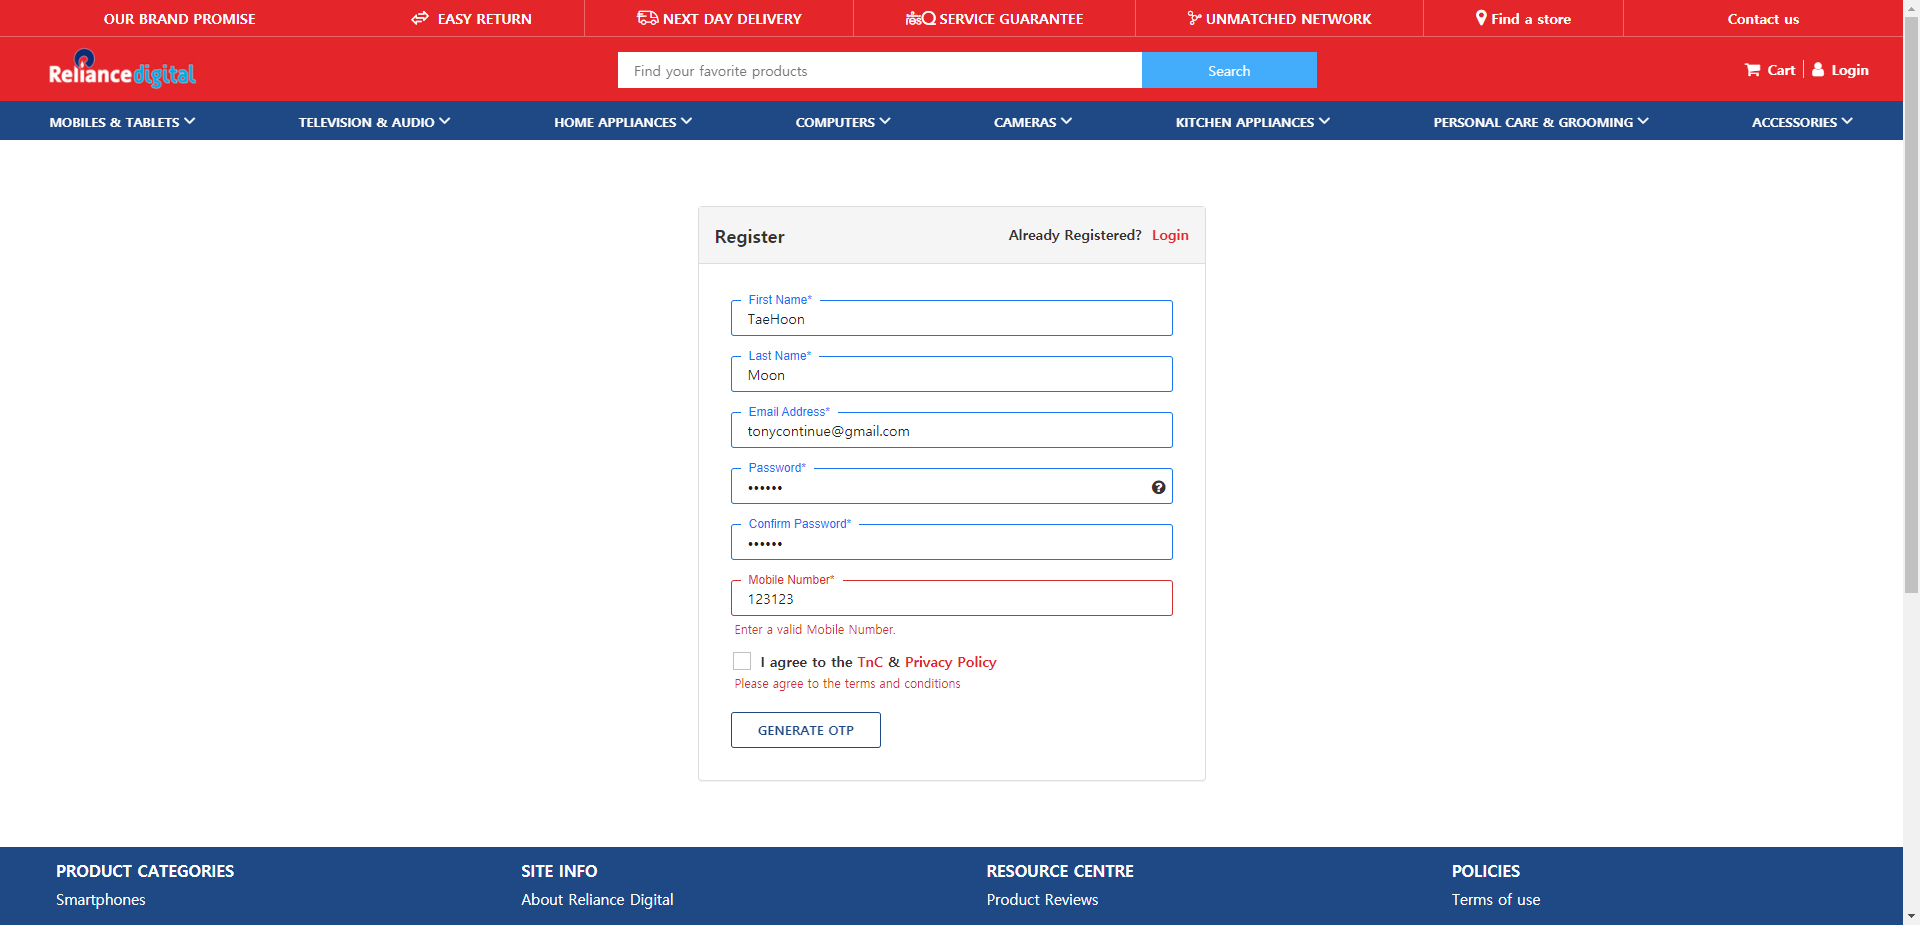 OUR BRAND PROMISE EASY RETURN NEXT DAY DELIVERY resQ SERVICE GUARANTEE UNMATCHED NETWORK Find a store Contact us
Reliance digital Find your favorite products Search Cart Login
MOBILES & TABLETS TELEVISION & AUDIO HOME APPLIANCES COMPUTERS CAMERAS KITCHEN APPLIANCES PERSONAL CARE & GROOMING ACCESSORIES
Register Already Registered? Login
First Name*
TaeHoon
Last Name*
Moon
Email Address*
tonycontinue@gmail.com
Password*
••••••
Confirm Password*
••••••
Mobile Number*
123123
Enter a valid Mobile Number.
I agree to the TnC & Privacy Policy
Please agree to the terms and conditions
GENERATE OTP
PRODUCT CATEGORIES SITE INFO RESOURCE CENTRE POLICIES
Smartphones About Reliance Digital Product Reviews Terms of use